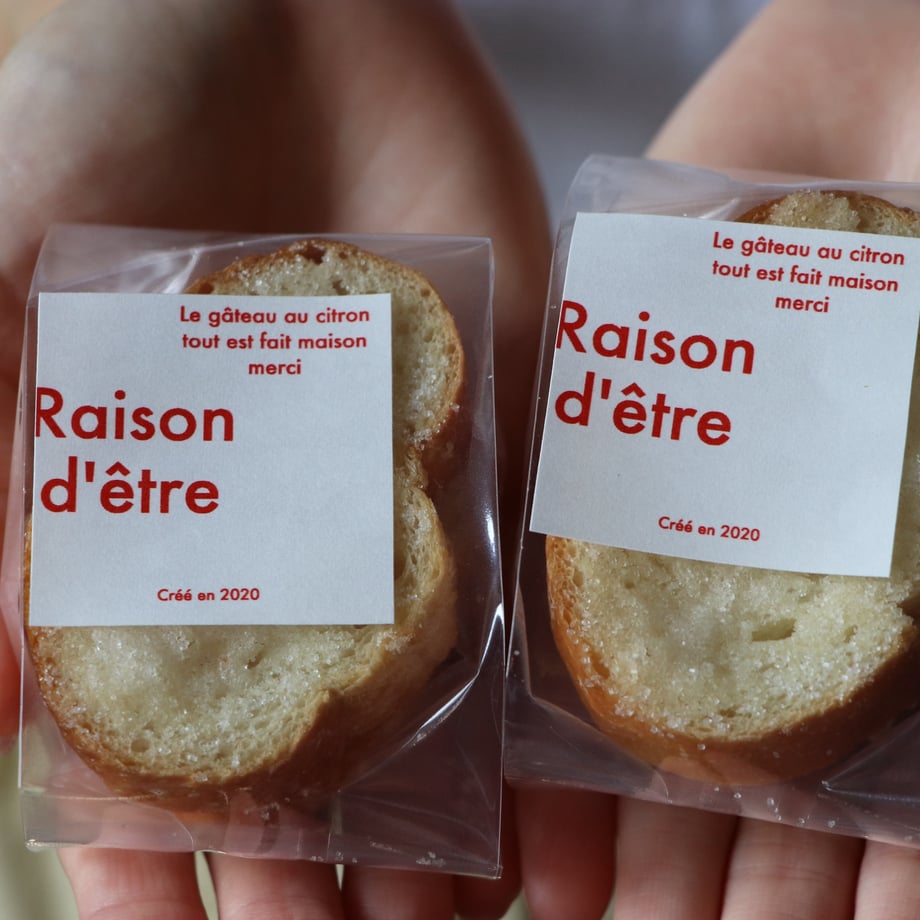 Le gâteau au citron
tout est fait maison
merci
Raison
d'être
Créé en 2020
Le gâteau au citron
tout est fait maison
merci
Raison
d'être
Créé en 2020